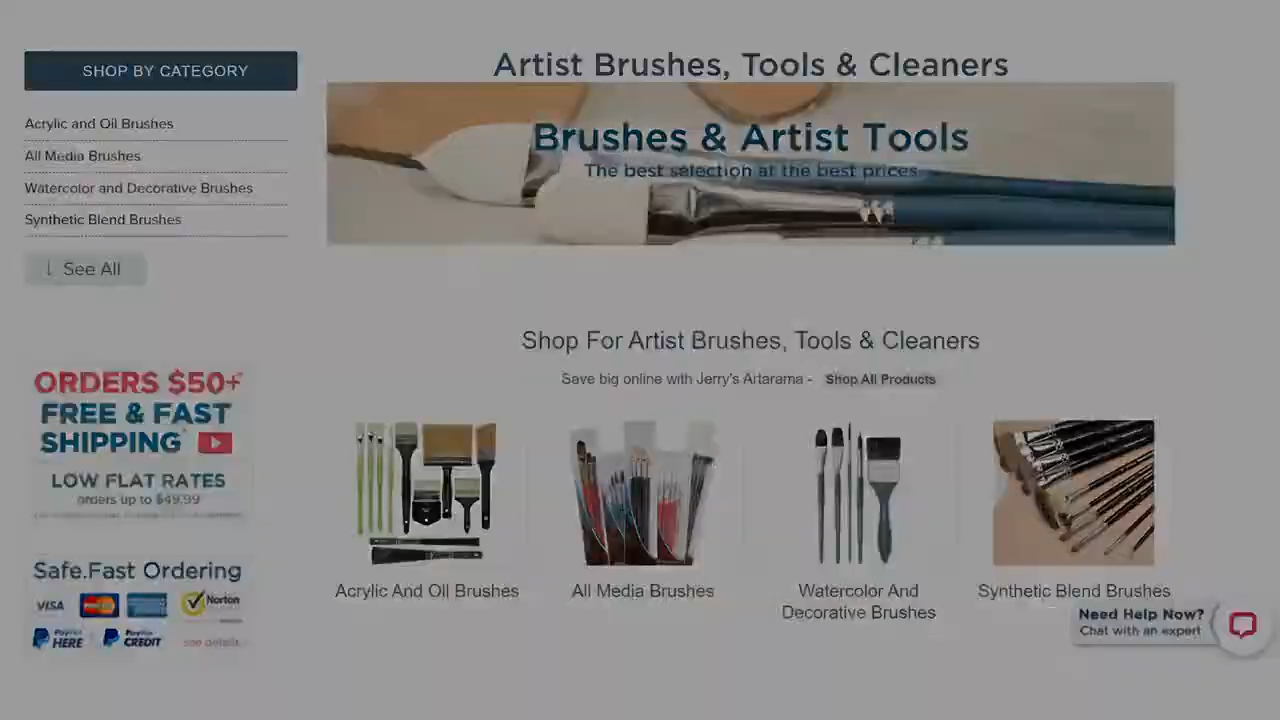 SHOP BY CATEGORY
Acrylic and Oil Brushes
All Media Brushes
Watercolor and Decorative Brushes
Synthetic Blend Brushes
↓ See All
ORDERS $50+*
FREE & FAST
SHIPPING*
LOW FLAT RATES
orders up to $49.99
Safe.Fast Ordering
VISA
Norton
PayPal HERE
PayPal CREDIT
see details
Artist Brushes, Tools & Cleaners
Brushes & Artist Tools
The best selection at the best prices
Shop For Artist Brushes, Tools & Cleaners
Save big online with Jerry's Artarama - Shop All Products
Acrylic And Oil Brushes
All Media Brushes
Watercolor And
Decorative Brushes
Synthetic Blend Brushes
Need Help Now?
Chat with an expert